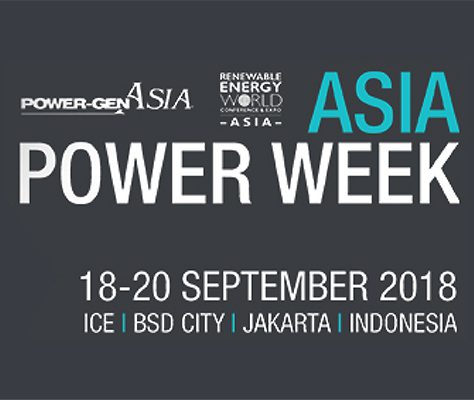 POWER-GEN ASIA
RENEWABLE
ENERGY
WORLD
CONFERENCE & EXPO
–ASIA–
ASIA
POWER WEEK
18-20 SEPTEMBER 2018
ICE | BSD CITY | JAKARTA | INDONESIA